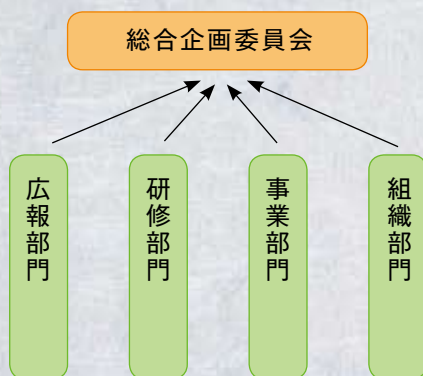 総合企画委員会
広報部門
研修部門
事業部門
組織部門